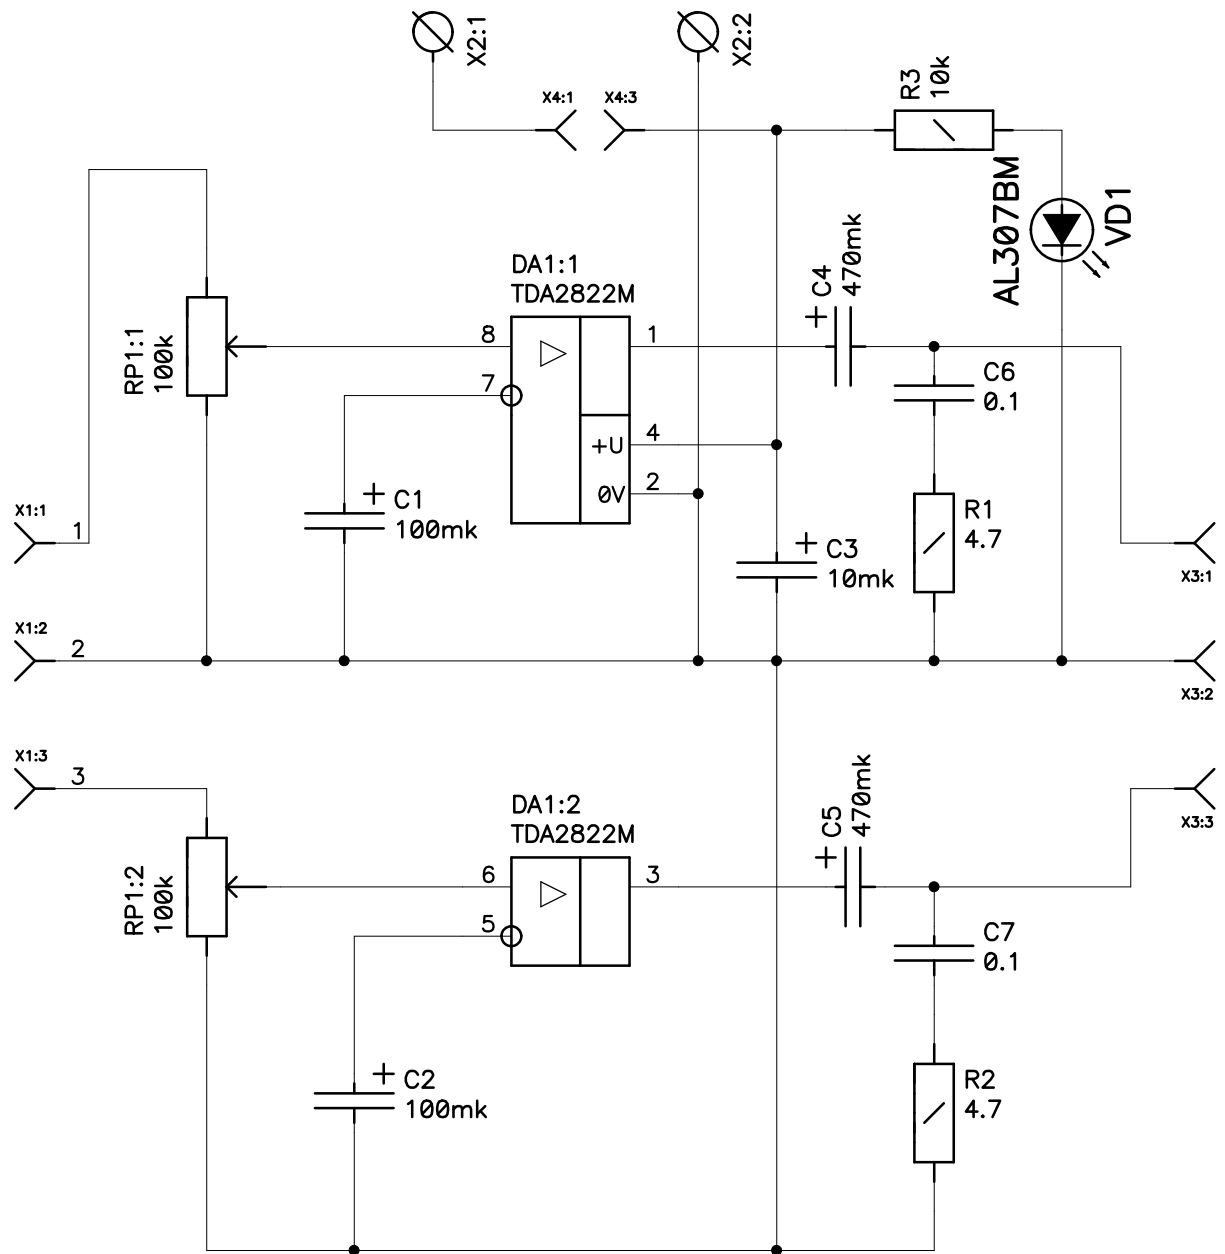 X2:1
X2:2
X4:1
X4:3
R3
10k
AL307BM
VD1
DA1:1
TDA2822M
C4
470mk
RP1:1
100k
8
1
7
C6
0.1
+U
4
0V
2
+
+ C1
100mk
R1
4.7
X1:1
1
+ C3
10mk
X3:1
X1:2
2
X3:2
X1:3
3
DA1:2
TDA2822M
C5
470mk
+
X3:3
RP1:2
100k
6
3
5
C7
0.1
+ C2
100mk
R2
4.7